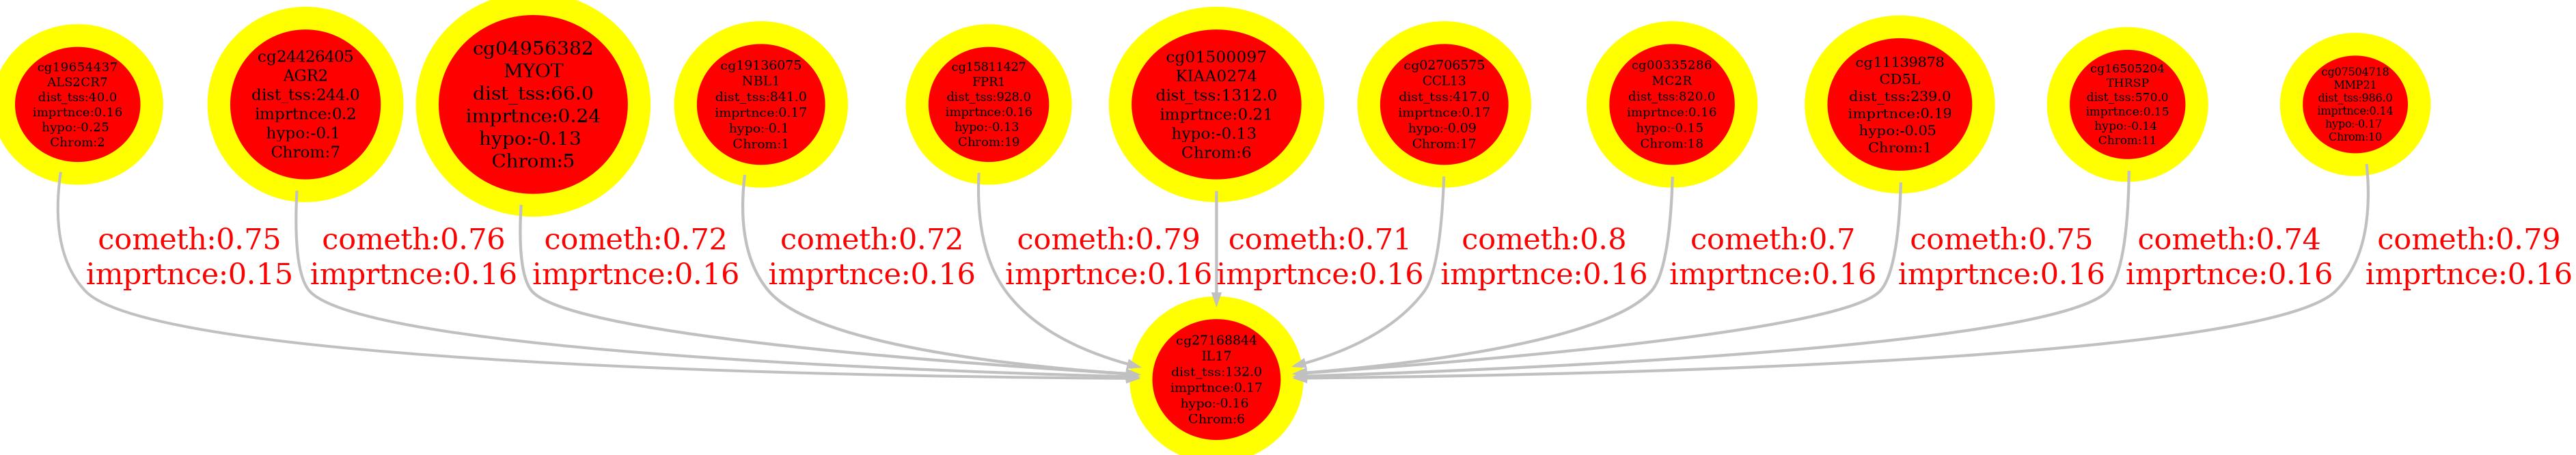 cg19654437
ALS2CR7
dist_tss:40.0
imprtnce:0.16
hypo:-0.25
Chrom:2
cg24426405
AGR2
dist_tss:244.0
imprtnce:0.2
hypo:-0.1
Chrom:7
cg04956382
MYOT
dist_tss:66.0
imprtnce:0.24
hypo:-0.13
Chrom:5
cg19136075
NBL1
dist_tss:841.0
imprtnce:0.17
hypo:-0.1
Chrom:1
cg15811427
FPR1
dist_tss:928.0
imprtnce:0.16
hypo:-0.13
Chrom:19
cg01500097
KIAA0274
dist_tss:1312.0
imprtnce:0.21
hypo:-0.13
Chrom:6
cg02706575
CCL13
dist_tss:417.0
imprtnce:0.17
hypo:-0.09
Chrom:17
cg00335286
MC2R
dist_tss:820.0
imprtnce:0.16
hypo:-0.15
Chrom:18
cg11139878
CD5L
dist_tss:239.0
imprtnce:0.19
hypo:-0.05
Chrom:1
cg16505204
THRSP
dist_tss:570.0
imprtnce:0.15
hypo:-0.14
Chrom:11
cg07504718
MMP21
dist_tss:986.0
imprtnce:0.14
hypo:-0.17
Chrom:10
cometh:0.75
imprtnce:0.15
cometh:0.76
imprtnce:0.16
cometh:0.72
imprtnce:0.16
cometh:0.72
imprtnce:0.16
cometh:0.79
imprtnce:0.16
cometh:0.71
imprtnce:0.16
cometh:0.8
imprtnce:0.16
cometh:0.7
imprtnce:0.16
cometh:0.75
imprtnce:0.16
cometh:0.74
imprtnce:0.16
cometh:0.79
imprtnce:0.16
cg27168844
IL17
dist_tss:132.0
imprtnce:0.17
hypo:-0.16
Chrom:6